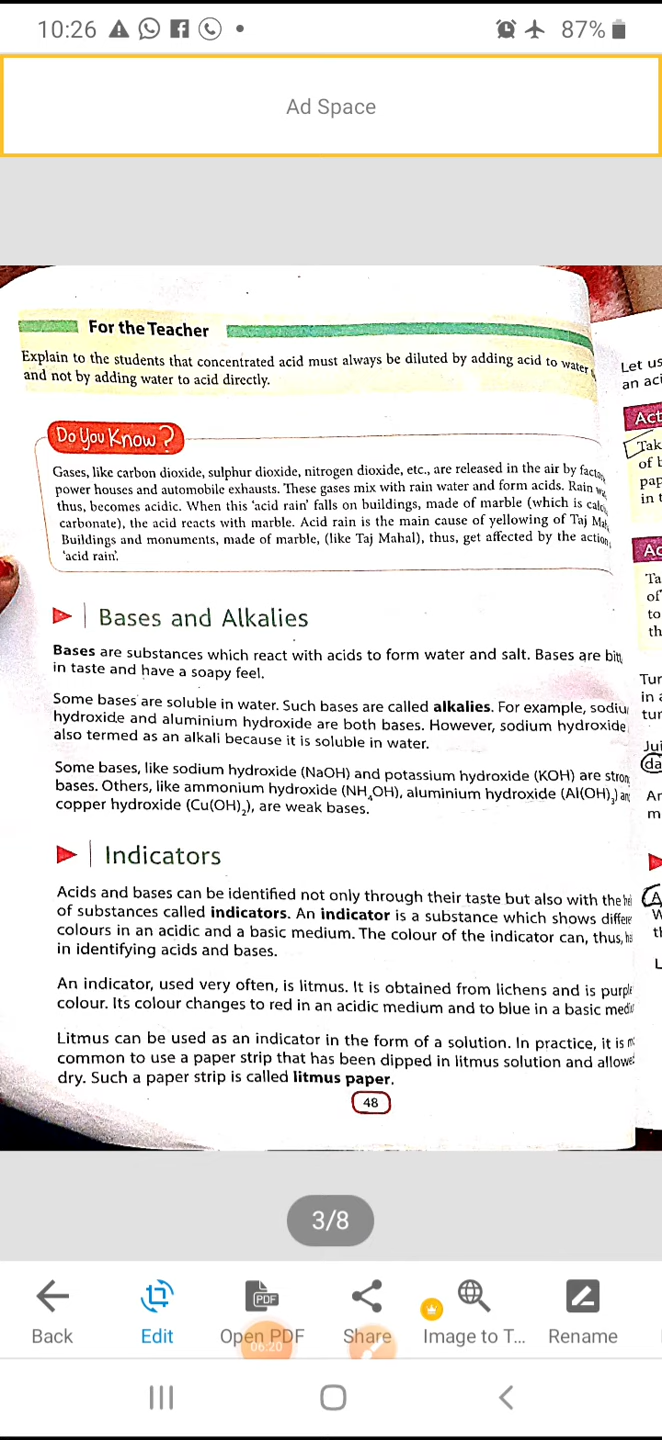 10:26
87%
Ad Space
For the Teacher
Explain to the students that concentrated acid must always be diluted by adding acid to water
and not by adding water to acid directly.
Do You Know?
Gases, like carbon dioxide, sulphur dioxide, nitrogen dioxide, etc., are released in the air by
power houses and automobile exhausts. These gases mix with rain water and form acids. Rain
thus, becomes acidic. When this 'acid rain' falls on buildings, made of marble (which is
carbonate), the acid reacts with marble. Acid rain is the main cause of yellowing of Taj
Buildings and monuments, made of marble, (like Taj Mahal), thus, get affected by the action
'acid rain'.
Bases and Alkalies
Bases are substances which react with acids to form water and salt. Bases are
in taste and have a soapy feel.
Some bases are soluble in water. Such bases are called alkalies. For example,
hydroxide and aluminium hydroxide are both bases. However, sodium hydroxide
also termed as an alkali because it is soluble in water.
Some bases, like sodium hydroxide (NaOH) and potassium hydroxide (KOH) are
bases. Others, like ammonium hydroxide (NH₄OH), aluminium hydroxide (Al(OH)₃)
copper hydroxide (Cu(OH)₂), are weak bases.
Indicators
Acids and bases can be identified not only through their taste but also with the
of substances called indicators. An indicator is a substance which shows
colours in an acidic and a basic medium. The colour of the indicator can, thus,
in identifying acids and bases.
An indicator, used very often, is litmus. It is obtained from lichens and is
colour. Its colour changes to red in an acidic medium and to blue in a basic
Litmus can be used as an indicator in the form of a solution. In practice, it is
common to use a paper strip that has been dipped in litmus solution and
dry. Such a paper strip is called litmus paper.
48
Let us
an
of
in
of
to
in
3/8
Back
Edit
Open PDF
Share
Image to T...
Rename
06:20